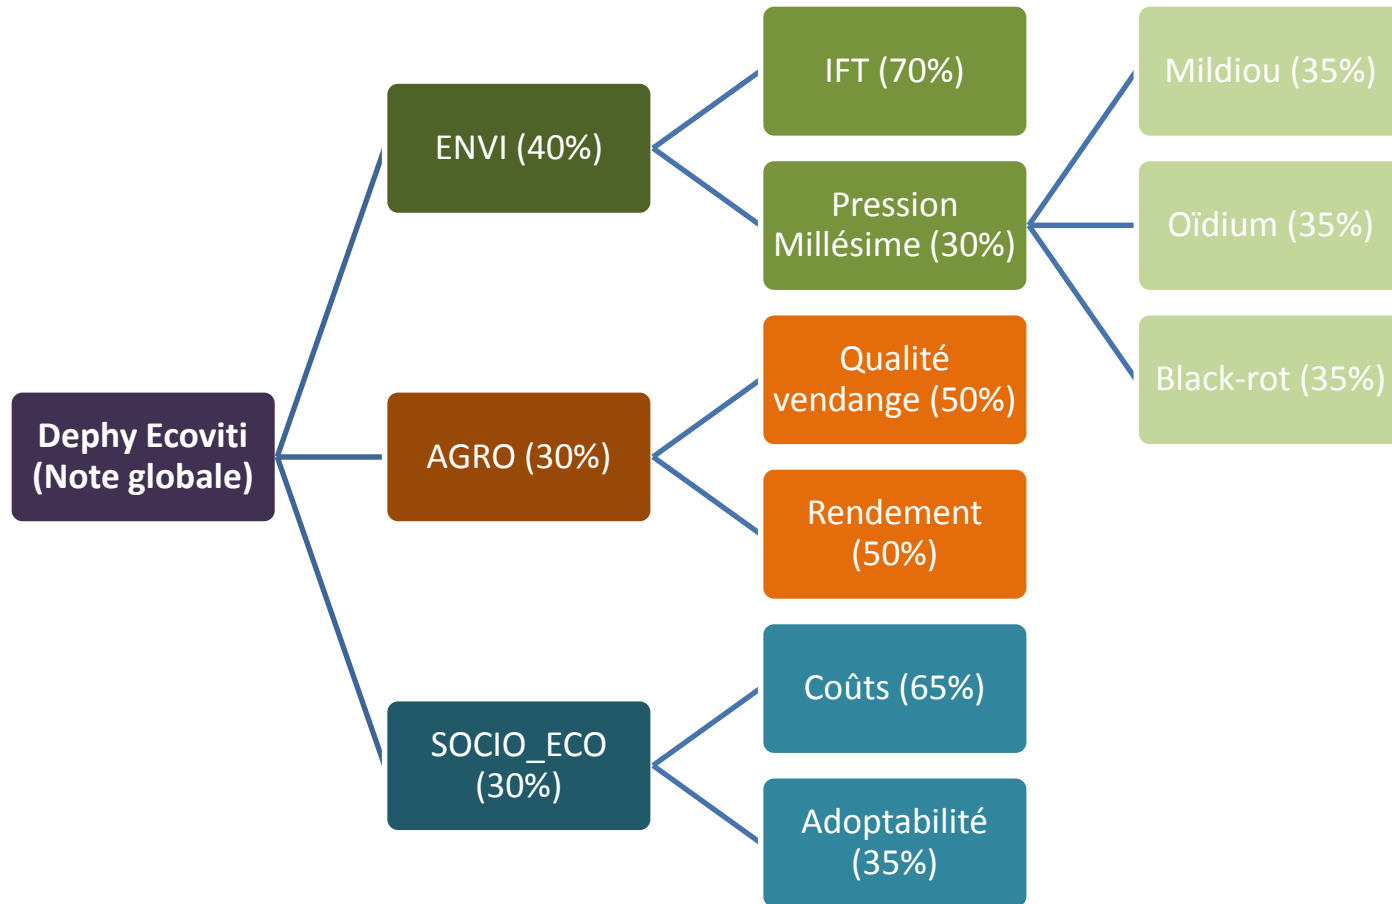 Dephy Ecoviti
(Note globale)
ENVI (40%)
IFT (70%)
Pression
Millésime (30%)
Mildiou (35%)
Oïdium (35%)
Black-rot (35%)
AGRO (30%)
Qualité
vendange (50%)
Rendement
(50%)
SOCIO_ECO
(30%)
Coûts (65%)
Adoptabilité
(35%)